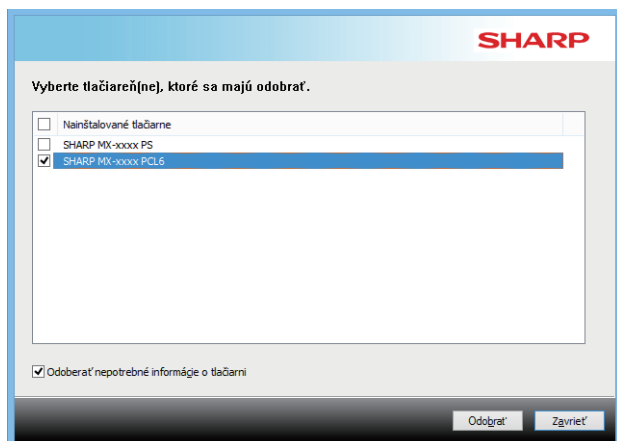 SHARP
Vyberte tlačiareň(ne), ktoré sa majú odobrať.
Nainštalované tlačiarne
SHARP MX-xxxx PS
SHARP MX-xxxx PCL6
Odoberať nepotrebné informácie o tlačiarni
Odobrať Zavrieť